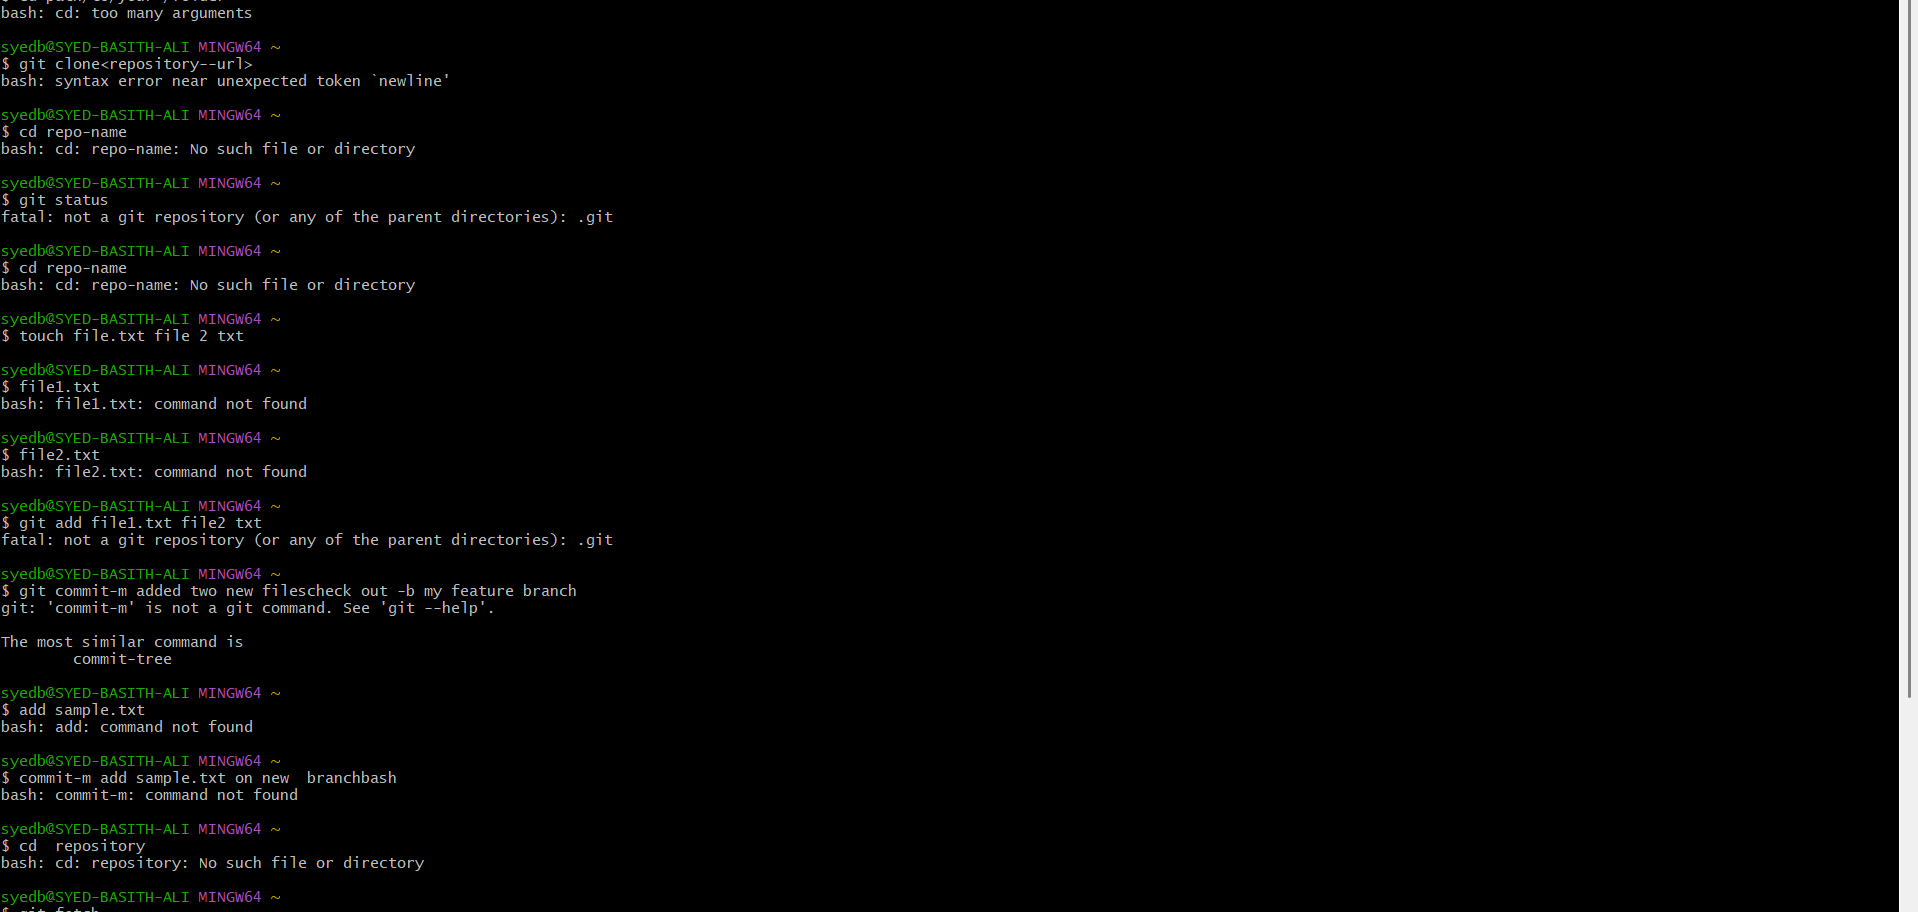 bash: cd: too many arguments
syedb@SYED-BASITH-ALI MINGW64 ~
$ git clone<repository--url>
bash: syntax error near unexpected token `newline'
syedb@SYED-BASITH-ALI MINGW64 ~
$ cd repo-name
bash: cd: repo-name: No such file or directory
syedb@SYED-BASITH-ALI MINGW64 ~
$ git status
fatal: not a git repository (or any of the parent directories): .git
syedb@SYED-BASITH-ALI MINGW64 ~
$ cd repo-name
bash: cd: repo-name: No such file or directory
syedb@SYED-BASITH-ALI MINGW64 ~
$ touch file.txt file 2 txt
syedb@SYED-BASITH-ALI MINGW64 ~
$ file1.txt
bash: file1.txt: command not found
syedb@SYED-BASITH-ALI MINGW64 ~
$ file2.txt
bash: file2.txt: command not found
syedb@SYED-BASITH-ALI MINGW64 ~
$ git add file1.txt file2 txt
fatal: not a git repository (or any of the parent directories): .git
syedb@SYED-BASITH-ALI MINGW64 ~
$ git commit-m added two new filescheck out -b my feature branch
git: 'commit-m' is not a git command. See 'git --help'.
The most similar command is
        commit-tree
syedb@SYED-BASITH-ALI MINGW64 ~
$ add sample.txt
bash: add: command not found
syedb@SYED-BASITH-ALI MINGW64 ~
$ commit-m add sample.txt on new  branchbash
bash: commit-m: command not found
syedb@SYED-BASITH-ALI MINGW64 ~
$ cd  repository
bash: cd: repository: No such file or directory
syedb@SYED-BASITH-ALI MINGW64 ~
$ git fetch